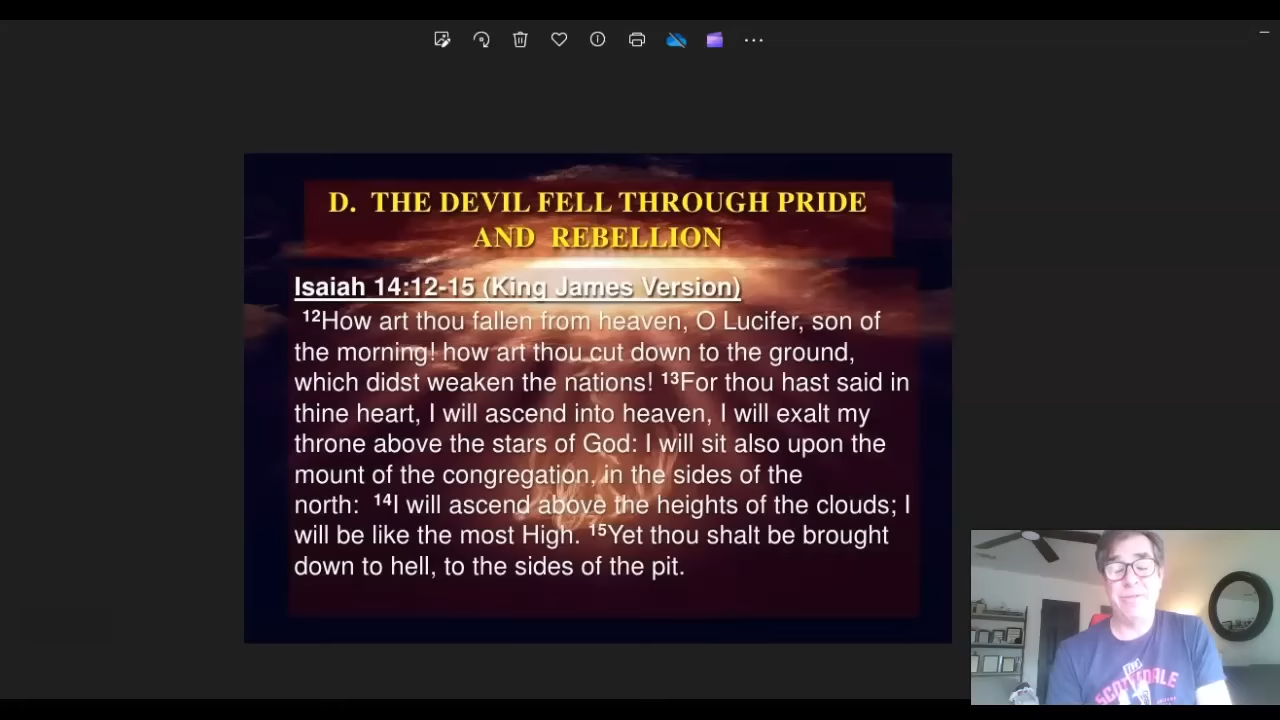 D. THE DEVIL FELL THROUGH PRIDE
AND REBELLION
Isaiah 14:12-15 (King James Version)
12How art thou fallen from heaven, O Lucifer, son of
the morning! how art thou cut down to the ground,
which didst weaken the nations! 13For thou hast said in
thine heart, I will ascend into heaven, I will exalt my
throne above the stars of God: I will sit also upon the
mount of the congregation, in the sides of the
north: 14I will ascend above the heights of the clouds; I
will be like the most High. 15Yet thou shalt be brought
down to hell, to the sides of the pit.
SCOTTSDALE